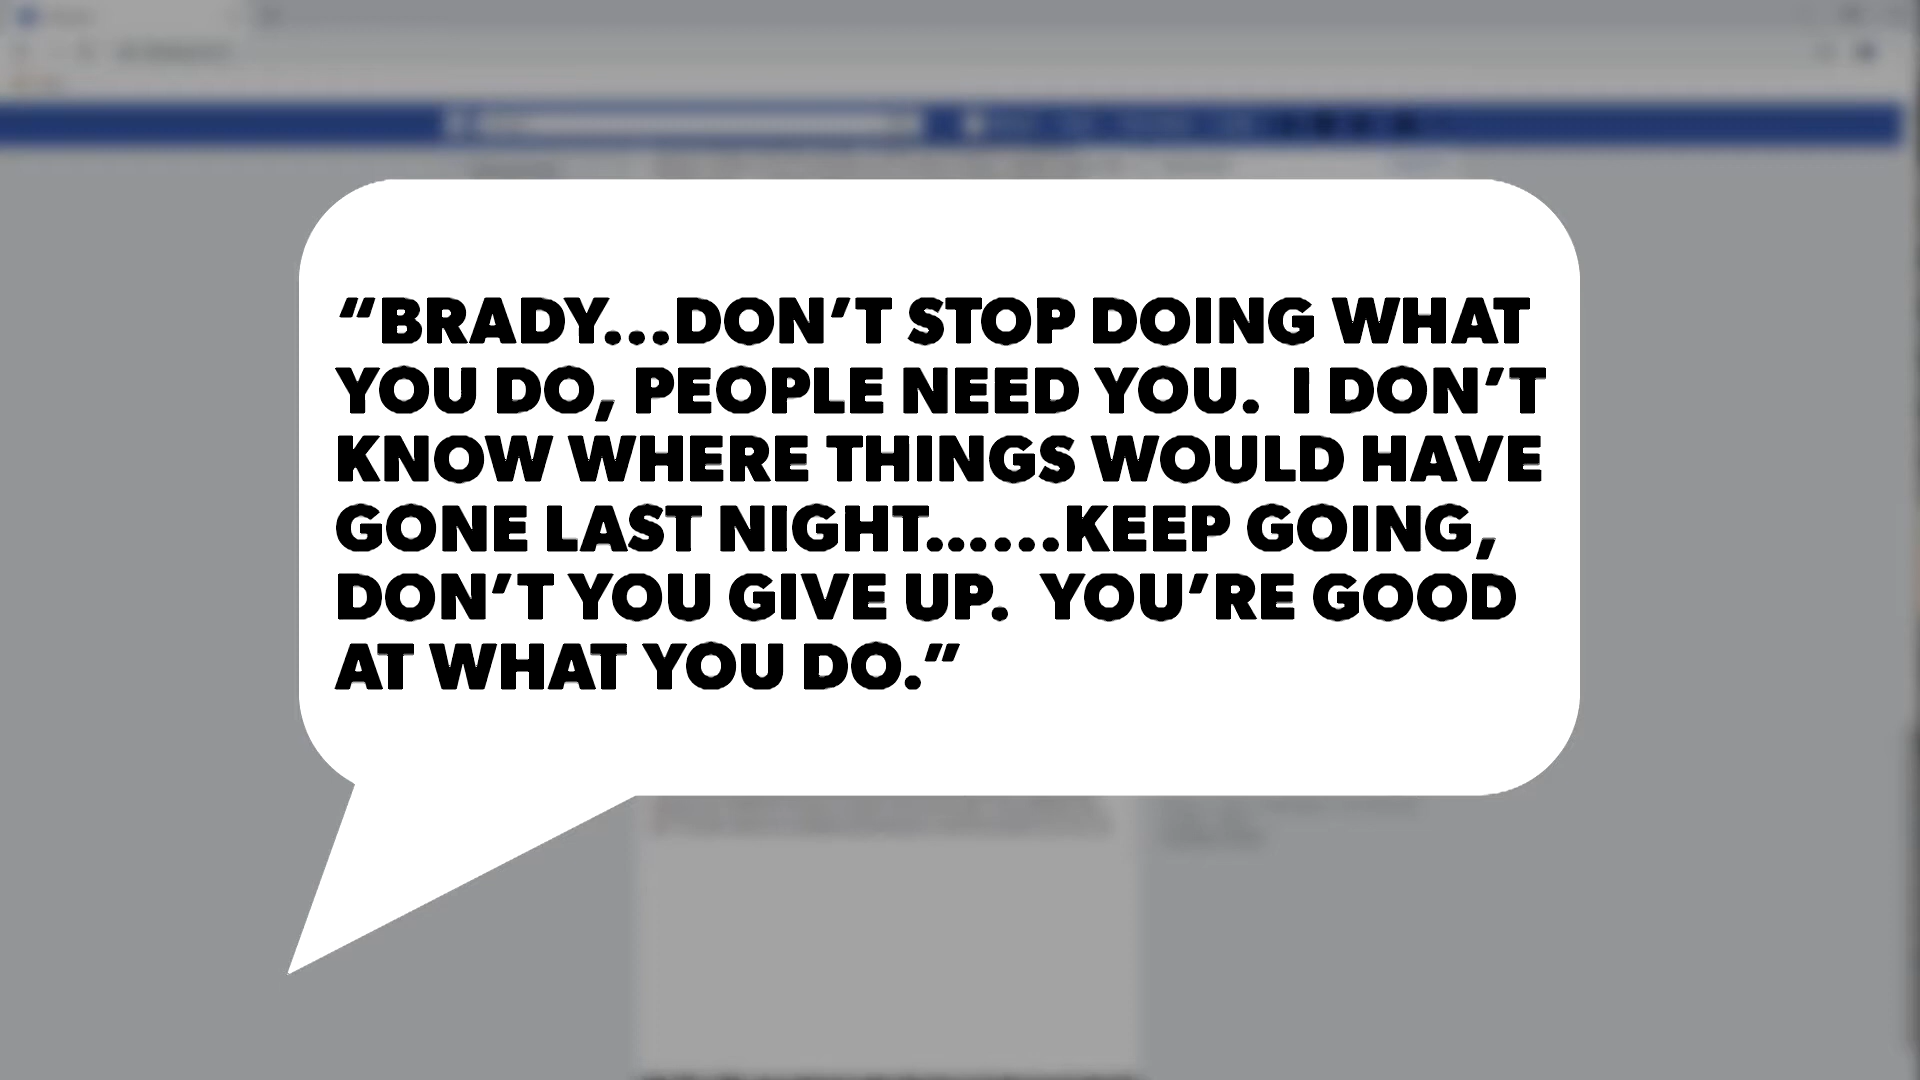 “BRADY...DON’T STOP DOING WHAT
YOU DO, PEOPLE NEED YOU.  I DON’T
KNOW WHERE THINGS WOULD HAVE
GONE LAST NIGHT......KEEP GOING,
DON’T YOU GIVE UP.  YOU’RE GOOD
AT WHAT YOU DO.”